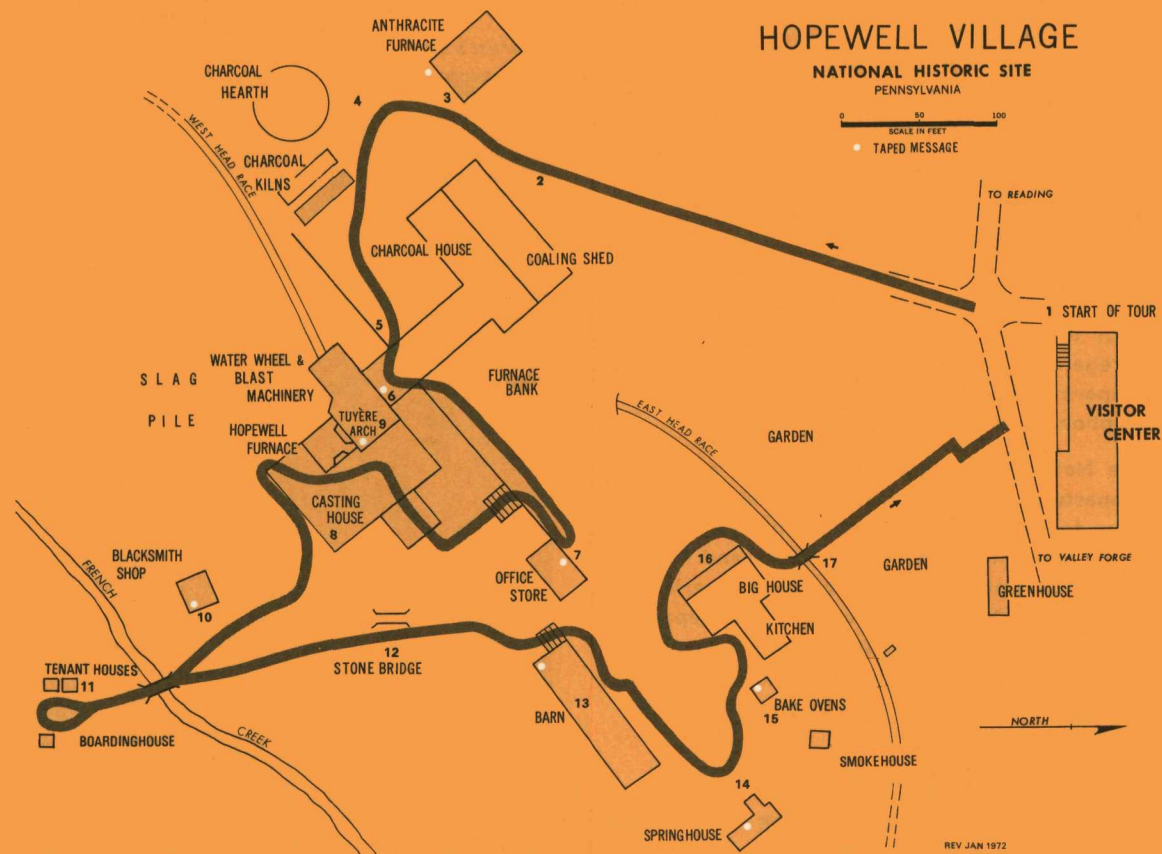 HOPEWELL VILLAGE
NATIONAL HISTORIC SITE
PENNSYLVANIA
0 50 100
SCALE IN FEET
TAPED MESSAGE
ANTHRACITE
FURNACE
3
CHARCOAL
HEARTH
4
WEST HEAD RACE
CHARCOAL
KILNS
2
TO READING
CHARCOAL HOUSE
COALING SHED
1 START OF TOUR
5
WATER WHEEL &
BLAST
MACHINERY
SLAG
PILE
6
FURNACE
BANK
TUYÈRE
ARCH
9
HOPEWELL
FURNACE
EAST HEAD RACE
GARDEN
VISITOR
CENTER
CASTING
HOUSE
8
7
OFFICE
STORE
BLACKSMITH
SHOP
10
FRENCH
CREEK
16
BIG HOUSE
KITCHEN
17
GARDEN
TO VALLEY FORGE
GREENHOUSE
TENANT HOUSES
11
BOARDINGHOUSE
12
STONE BRIDGE
13
BARN
BAKE OVENS
15
SMOKEHOUSE
NORTH
14
SPRINGHOUSE
REV JAN 1972